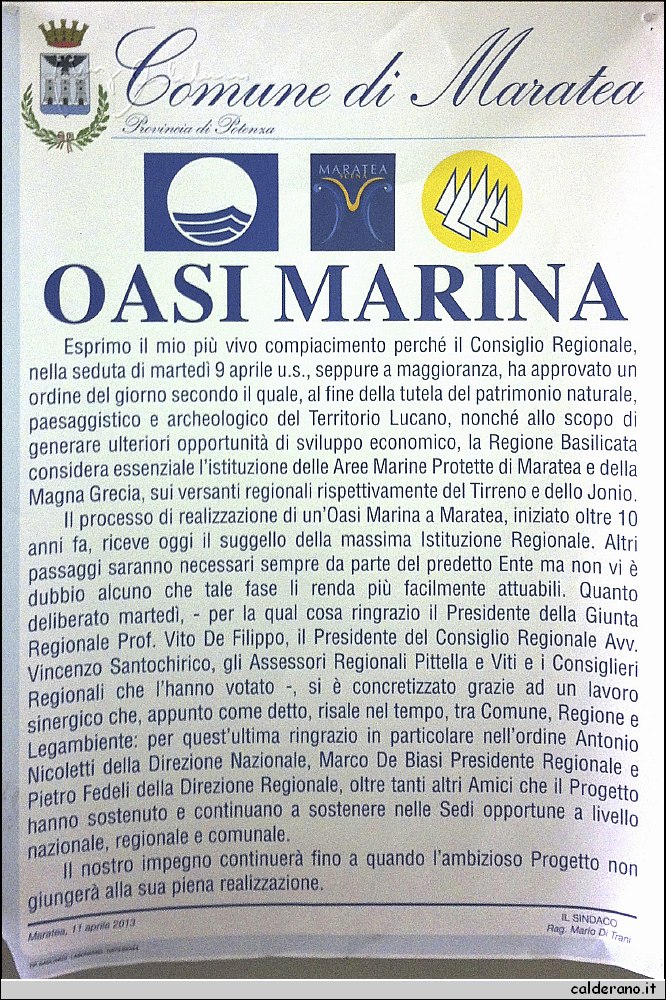 Comune di Maratea
Provincia di Potenza
MARATEA
SCENA
OASI MARINA
Esprimo il mio più vivo compiacimento perché il Consiglio Regionale,
nella seduta di martedì 9 aprile u.s., seppure a maggioranza, ha approvato un
ordine del giorno secondo il quale, al fine della tutela del patrimonio naturale,
paesaggistico e archeologico del Territorio Lucano, nonché allo scopo di
generare ulteriori opportunità di sviluppo economico, la Regione Basilicata
considera essenziale l'istituzione delle Aree Marine Protette di Maratea e della
Magna Grecia, sui versanti regionali rispettivamente del Tirreno e dello Jonio.
Il processo di realizzazione di un'Oasi Marina a Maratea, iniziato oltre 10
anni fa, riceve oggi il suggello della massima Istituzione Regionale. Altri
passaggi saranno necessari sempre da parte del predetto Ente ma non vi è
dubbio alcuno che tale fase li renda più facilmente attuabili. Quanto
deliberato martedì, - per la qual cosa ringrazio il Presidente della Giunta
Regionale Prof. Vito De Filippo, il Presidente del Consiglio Regionale Avv.
Vincenzo Santochirico, gli Assessori Regionali Pittella e Viti e i Consiglieri
Regionali che l'hanno votato -, si è concretizzato grazie ad un lavoro
sinergico che, appunto come detto, risale nel tempo, tra Comune, Regione e
Legambiente: per quest'ultima ringrazio in particolare nell'ordine Antonio
Nicoletti della Direzione Nazionale, Marco De Biasi Presidente Regionale e
Pietro Fedeli della Direzione Regionale, oltre tanti altri Amici che il Progetto
hanno sostenuto e continuano a sostenere nelle Sedi opportune a livello
nazionale, regionale e comunale.
Il nostro impegno continuerà fino a quando l'ambizioso Progetto non
giungerà alla sua piena realizzazione.
Maratea, 11 aprile 2013
IL SINDACO
Rag. Mario Di Trani
calderano.it